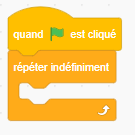 quand est cliqué
répéter indéfiniment